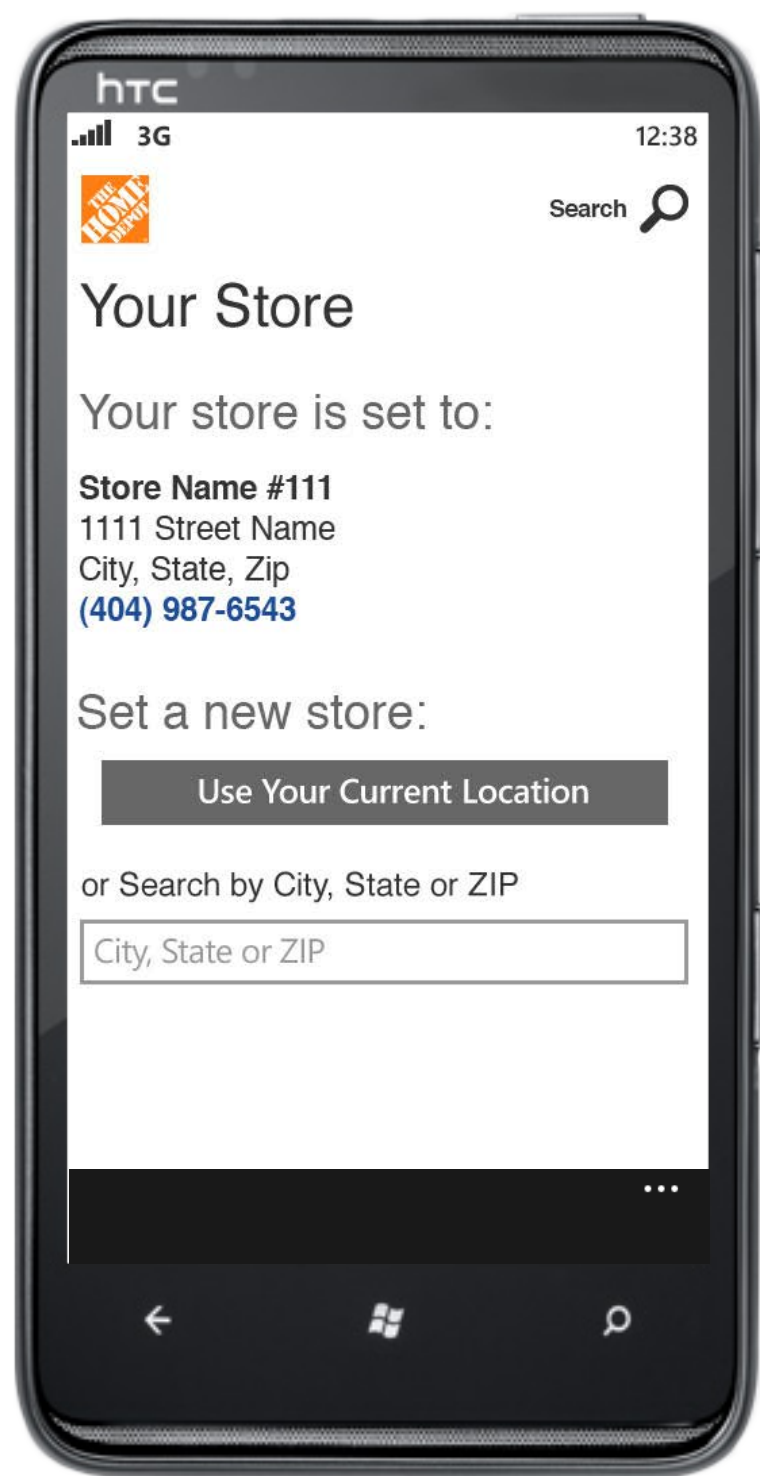 hTC
3G
12:38
THE
HOME
DEPOT
Search
Your Store
Your store is set to:
Store Name #111
1111 Street Name
City, State, Zip
(404) 987-6543
Set a new store:
Use Your Current Location
or Search by City, State or ZIP
City, State or ZIP
...